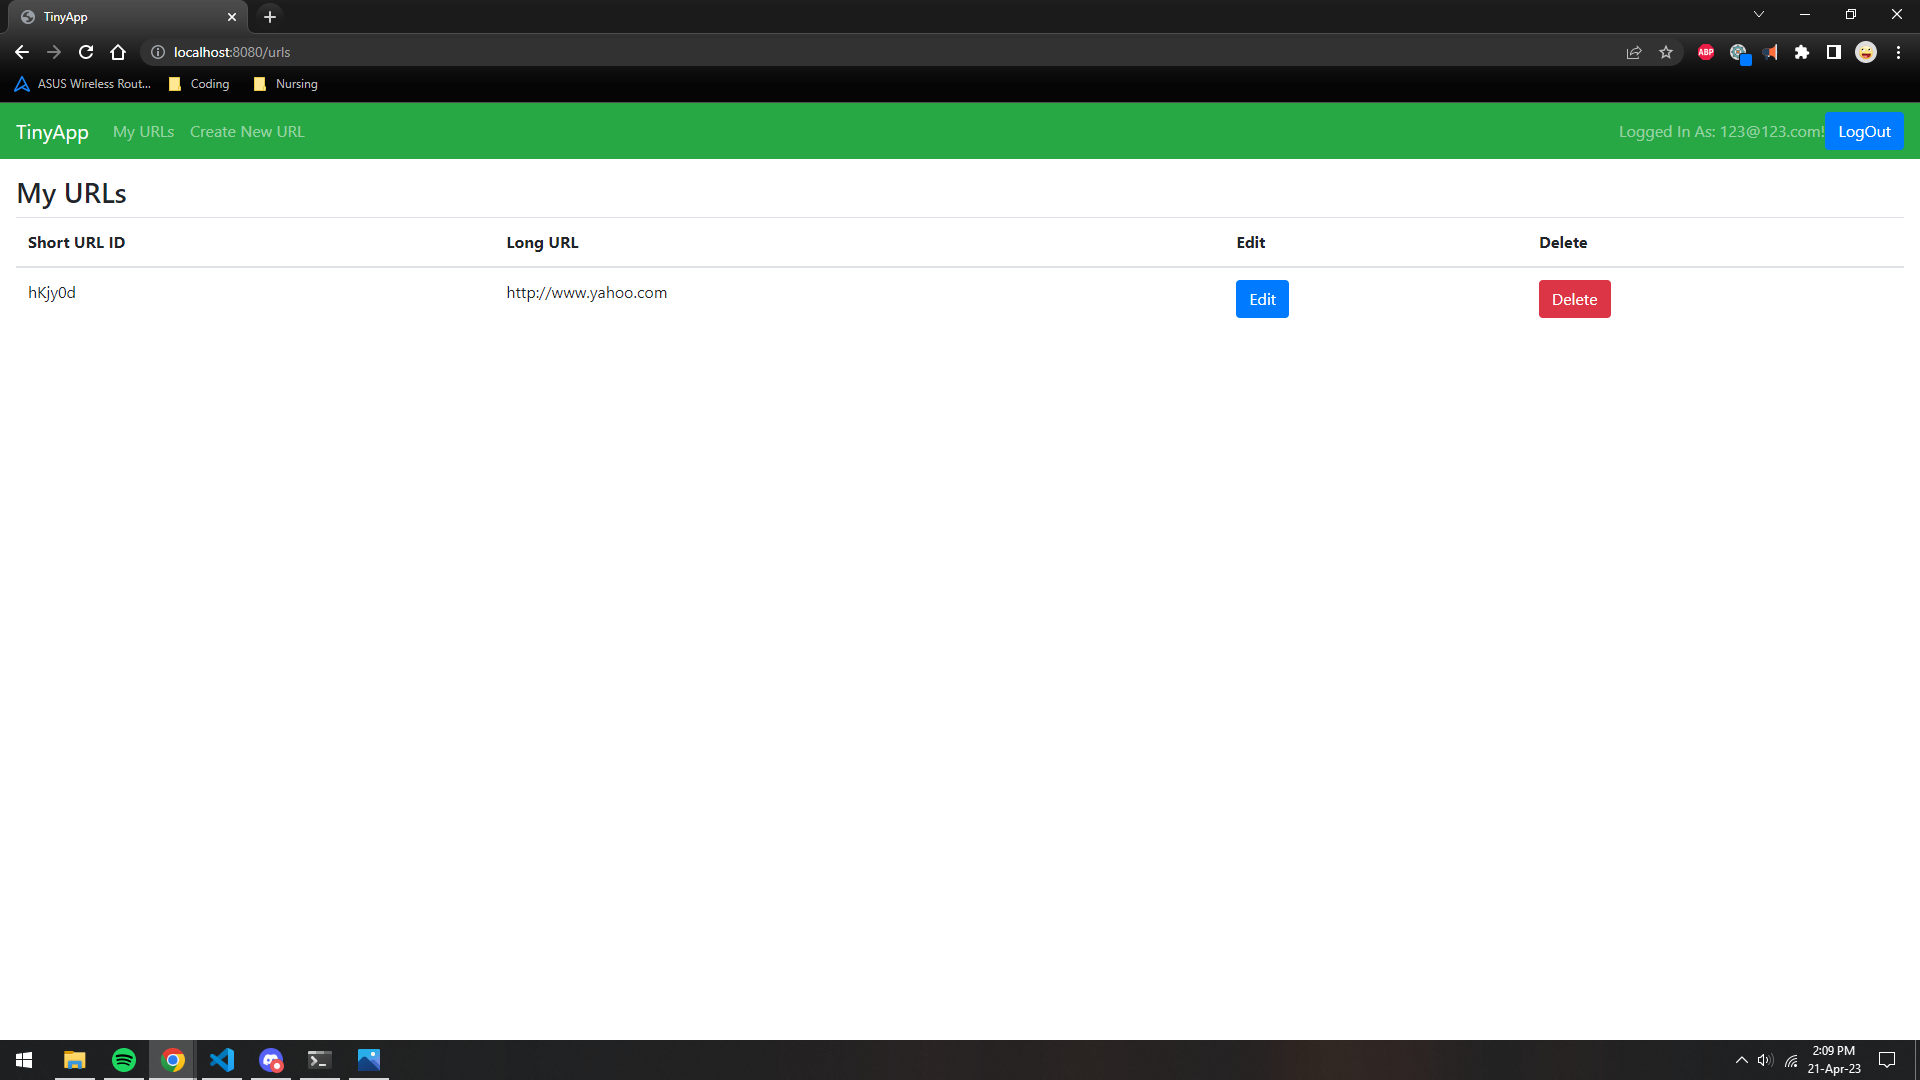 TinyApp
localhost:8080/urls
ABP
ASUS Wireless Rout... Coding Nursing
TinyApp My URLs Create New URL Logged In As: 123@123.com! LogOut
My URLs
Short URL ID Long URL Edit Delete
hKjy0d http://www.yahoo.com Edit Delete
2:09 PM
21-Apr-23